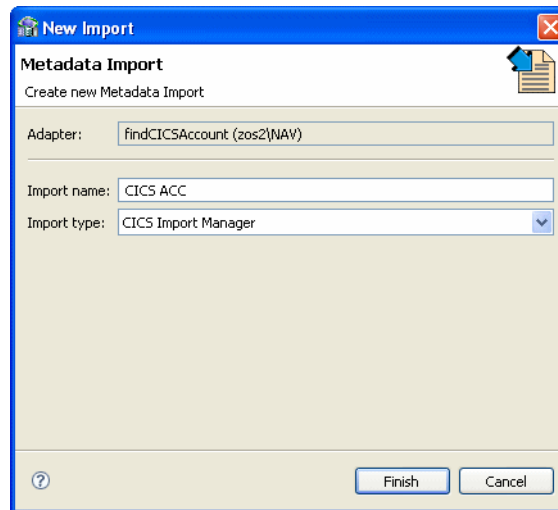 New Import
Metadata Import
Create new Metadata Import
Adapter: findCICSAccount (zos2\NAV)
Import name: CICS ACC
Import type: CICS Import Manager
? Finish Cancel